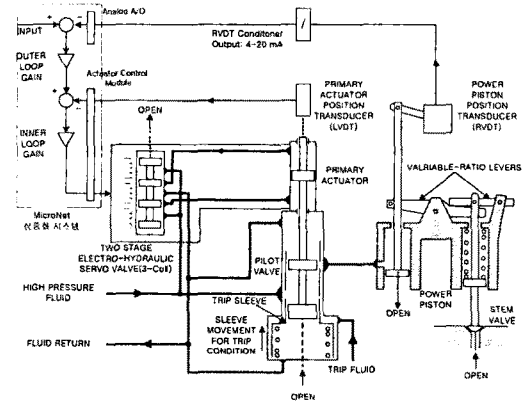 Analog A/O
INPUT
OUTER
LOOP
GAIN
RVDT Conditoner
Output: 4-20 mA
Actuator Control
Module
INNER
LOOP
GAIN
MicroNet
OPEN
PRIMARY
ACTUATOR
POSITION
TRANSDUCER
(LVDT)
POWER
PISTON
POSITION
TRANSDUCER
(RVDT)
PRIMARY
ACTUATOR
VALRIABLE-RATIO LEVERS
TWO STAGE
ELECTRO-HYDRAULIC
SERVO VALVE(3-Coil)
PILOT
VALVE
HIGH PRESSURE
FLUID
TRIP SLEEVE
SLEEVE
MOVEMENT
FOR TRIP
CONDITION
FLUID RETURN
TRIP FLUID
OPEN
OPEN
POWER
PISTON
STEM
VALVE
OPEN